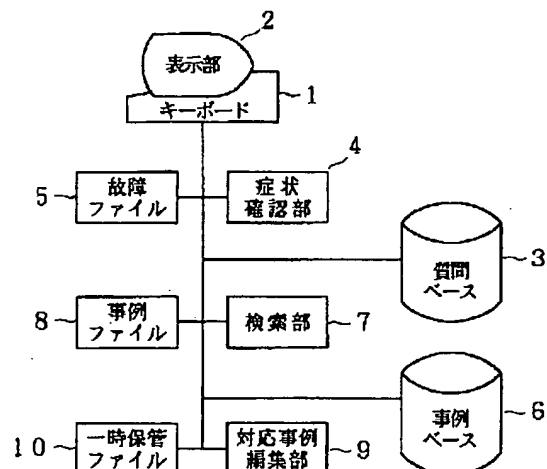 2
表示部
キーボード
1
4
5
故障
ファイル
症状
確認部
質問
ベース
3
8
事例
ファイル
検索部
7
事例
ベース
6
10
一時保管
ファイル
対応事例
編集部
9